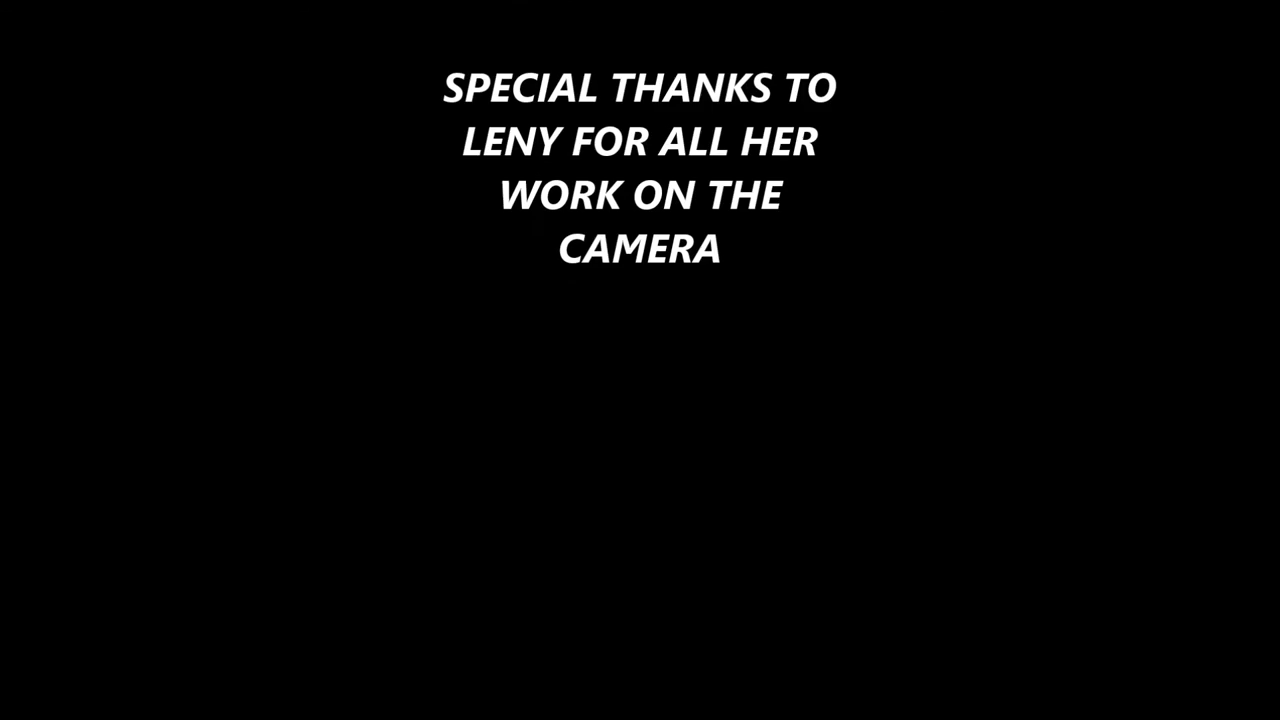 SPECIAL THANKS TO
LENY FOR ALL HER
WORK ON THE
CAMERA